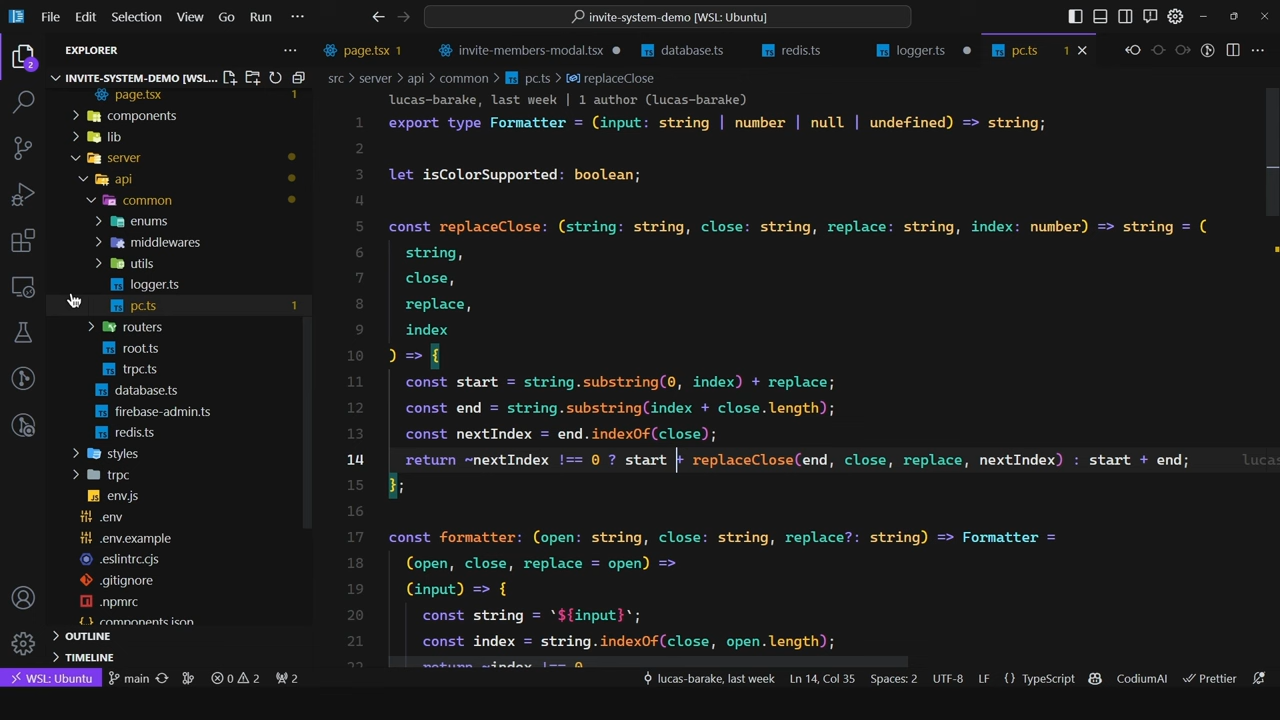 File Edit Selection View Go Run ···
invite-system-demo [WSL: Ubuntu]
EXPLORER
page.tsx 1
invite-members-modal.tsx
database.ts
redis.ts
logger.ts
pc.ts 1
INVITE-SYSTEM-DEMO [WSL...
src > server > api > common > pc.ts > replaceClose
page.tsx 1
components
lib
server
api
common
enums
middlewares
utils
logger.ts
pc.ts 1
routers
root.ts
trpc.ts
database.ts
firebase-admin.ts
redis.ts
styles
trpc
env.js
.env
.env.example
.eslintrc.cjs
.gitignore
.npmrc
components.json
OUTLINE
TIMELINE
2
lucas-barake, last week | 1 author (lucas-barake)
1 export type Formatter = (input: string | number | null | undefined) => string;
2
3 let isColorSupported: boolean;
4
5 const replaceClose: (string: string, close: string, replace: string, index: number) => string = (
6 string,
7 close,
8 replace,
9 index
10 ) => {
11 const start = string.substring(0, index) + replace;
12 const end = string.substring(index + close.length);
13 const nextIndex = end.indexOf(close);
14 return ~nextIndex !== 0 ? start + replaceClose(end, close, replace, nextIndex) : start + end; lucas
15 };
16
17 const formatter: (open: string, close: string, replace?: string) => Formatter =
18 (open, close, replace = open) =>
19 (input) => {
20 const string = `${input}`;
21 const index = string.indexOf(close, open.length);
22 return ~index !== 0
WSL: Ubuntu main 0 2 2 lucas-barake, last week Ln 14, Col 35 Spaces: 2 UTF-8 LF {} TypeScript CodiumAI Prettier